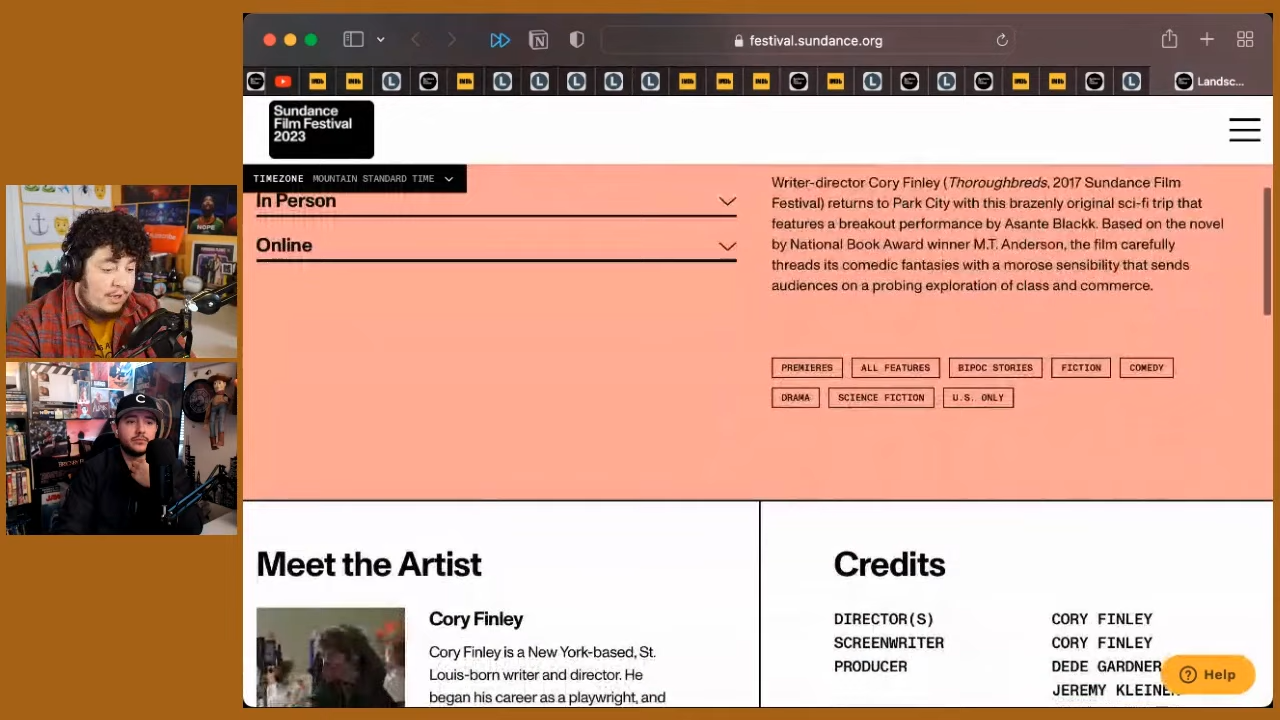 festival.sundance.org
Landsc...
Sundance
Film Festival
2023
TIMEZONE MOUNTAIN STANDARD TIME
In Person
Online
Writer-director Cory Finley (Thoroughbreds, 2017 Sundance Film
Festival) returns to Park City with this brazenly original sci-fi trip that
features a breakout performance by Asante Blackk. Based on the novel
by National Book Award winner M.T. Anderson, the film carefully
threads its comedic fantasies with a morose sensibility that sends
audiences on a probing exploration of class and commerce.
PREMIERES ALL FEATURES BIPOC STORIES FICTION COMEDY
DRAMA SCIENCE FICTION U.S. ONLY
Meet the Artist
Cory Finley
Cory Finley is a New York-based, St.
Louis-born writer and director. He
began his career as a playwright, and
Credits
DIRECTOR(S) CORY FINLEY
SCREENWRITER CORY FINLEY
PRODUCER DEDE GARDNER
JEREMY KLEINER
Help
NOPE